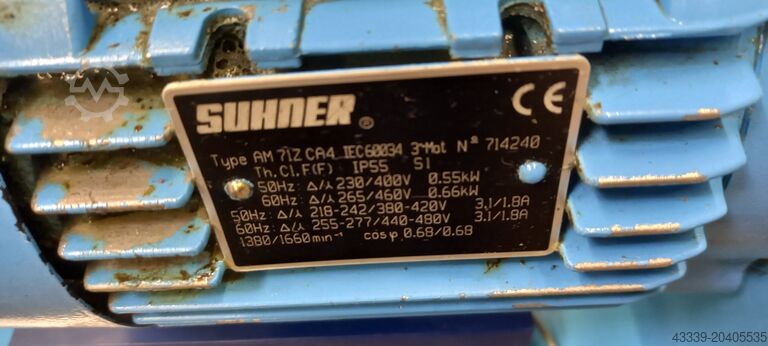 SUHNER ® CE
Type AM 71Z CA4 IEC60034 3~Mot Nº 714240
Th.Cl.F(F) IP55 S1
50Hz: Δ/⅄ 230/400V 0.55kW
60Hz: Δ/⅄ 265/460V 0.66kW
50Hz: Δ/⅄ 218-242/380-420V 3.1/1.8A
60Hz: Δ/⅄ 255-277/440-480V 3.1/1.8A
1380/1660min⁻¹ cosφ 0.68/0.68
43339-20405535